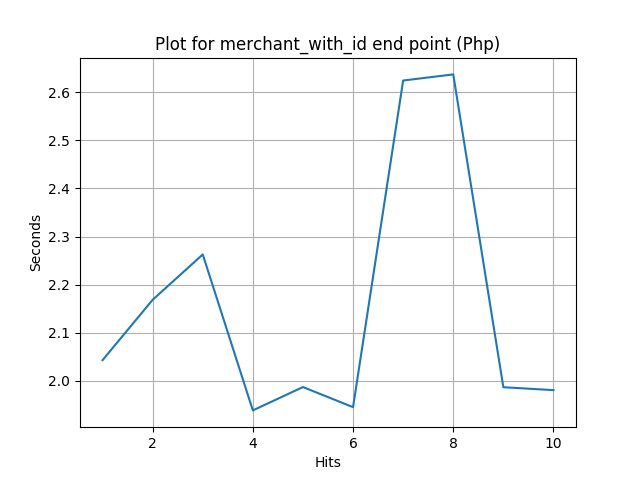 Plot for merchant_with_id end point (Php)
2.6
2.5
2.4
2.3
2.2
2.1
2.0
Seconds
2 4 6 8 10
Hits